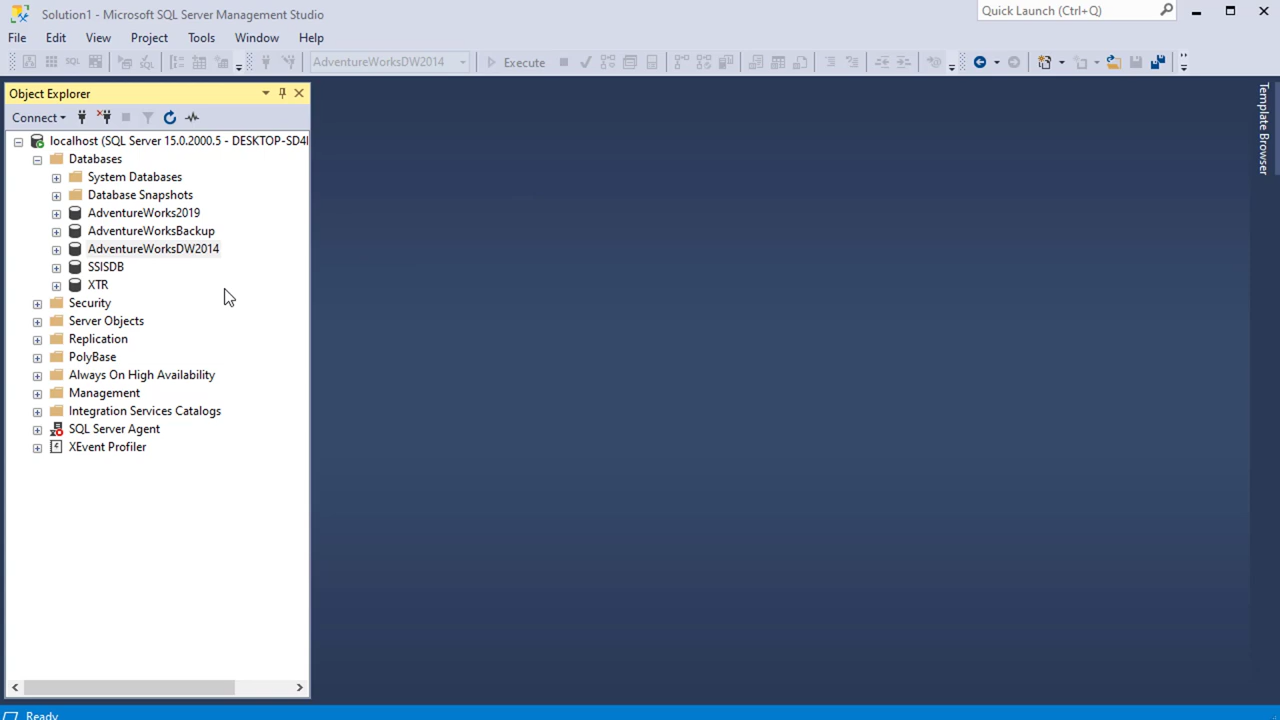 Solution1 - Microsoft SQL Server Management Studio
Quick Launch (Ctrl+Q)
File Edit View Project Tools Window Help
SQL AdventureWorksDW2014 Execute
Object Explorer
Connect
localhost (SQL Server 15.0.2000.5 - DESKTOP-SD4
Databases
System Databases
Database Snapshots
AdventureWorks2019
AdventureWorksBackup
AdventureWorksDW2014
SSISDB
XTR
Security
Server Objects
Replication
PolyBase
Always On High Availability
Management
Integration Services Catalogs
SQL Server Agent
XEvent Profiler
Template Browser
Ready